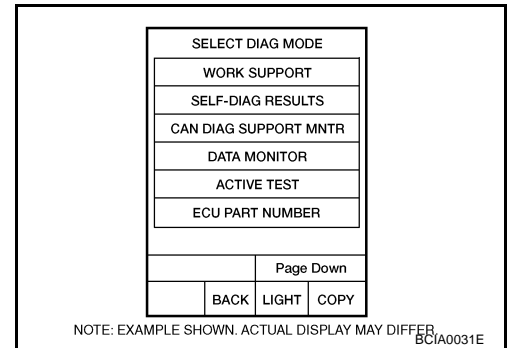 SELECT DIAG MODE
WORK SUPPORT
SELF-DIAG RESULTS
CAN DIAG SUPPORT MNTR
DATA MONITOR
ACTIVE TEST
ECU PART NUMBER
Page Down
BACK LIGHT COPY
NOTE: EXAMPLE SHOWN. ACTUAL DISPLAY MAY DIFFER.
BCIA0031E